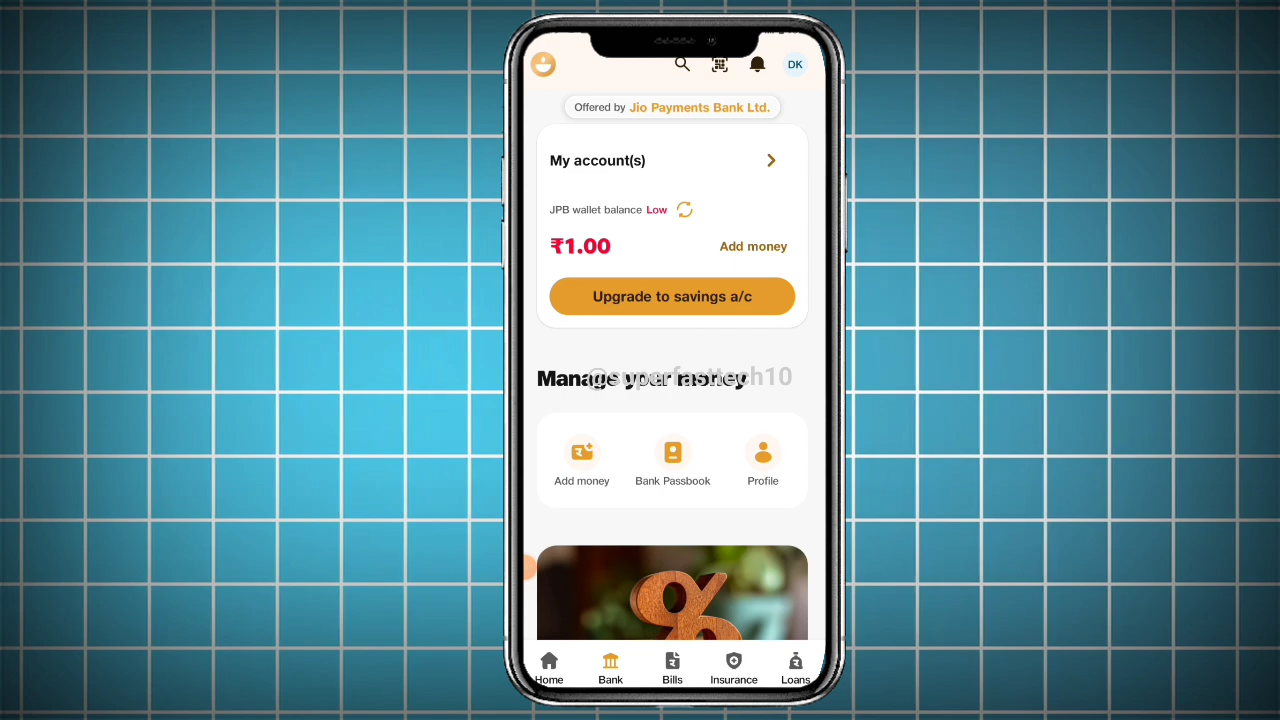 DK
Offered by Jio Payments Bank Ltd.
My account(s)
JPB wallet balance Low
₹1.00
Add money
Upgrade to savings a/c
Manage your money
@superfasttech10
Add money
Bank Passbook
Profile
Home
Bank
Bills
Insurance
Loans